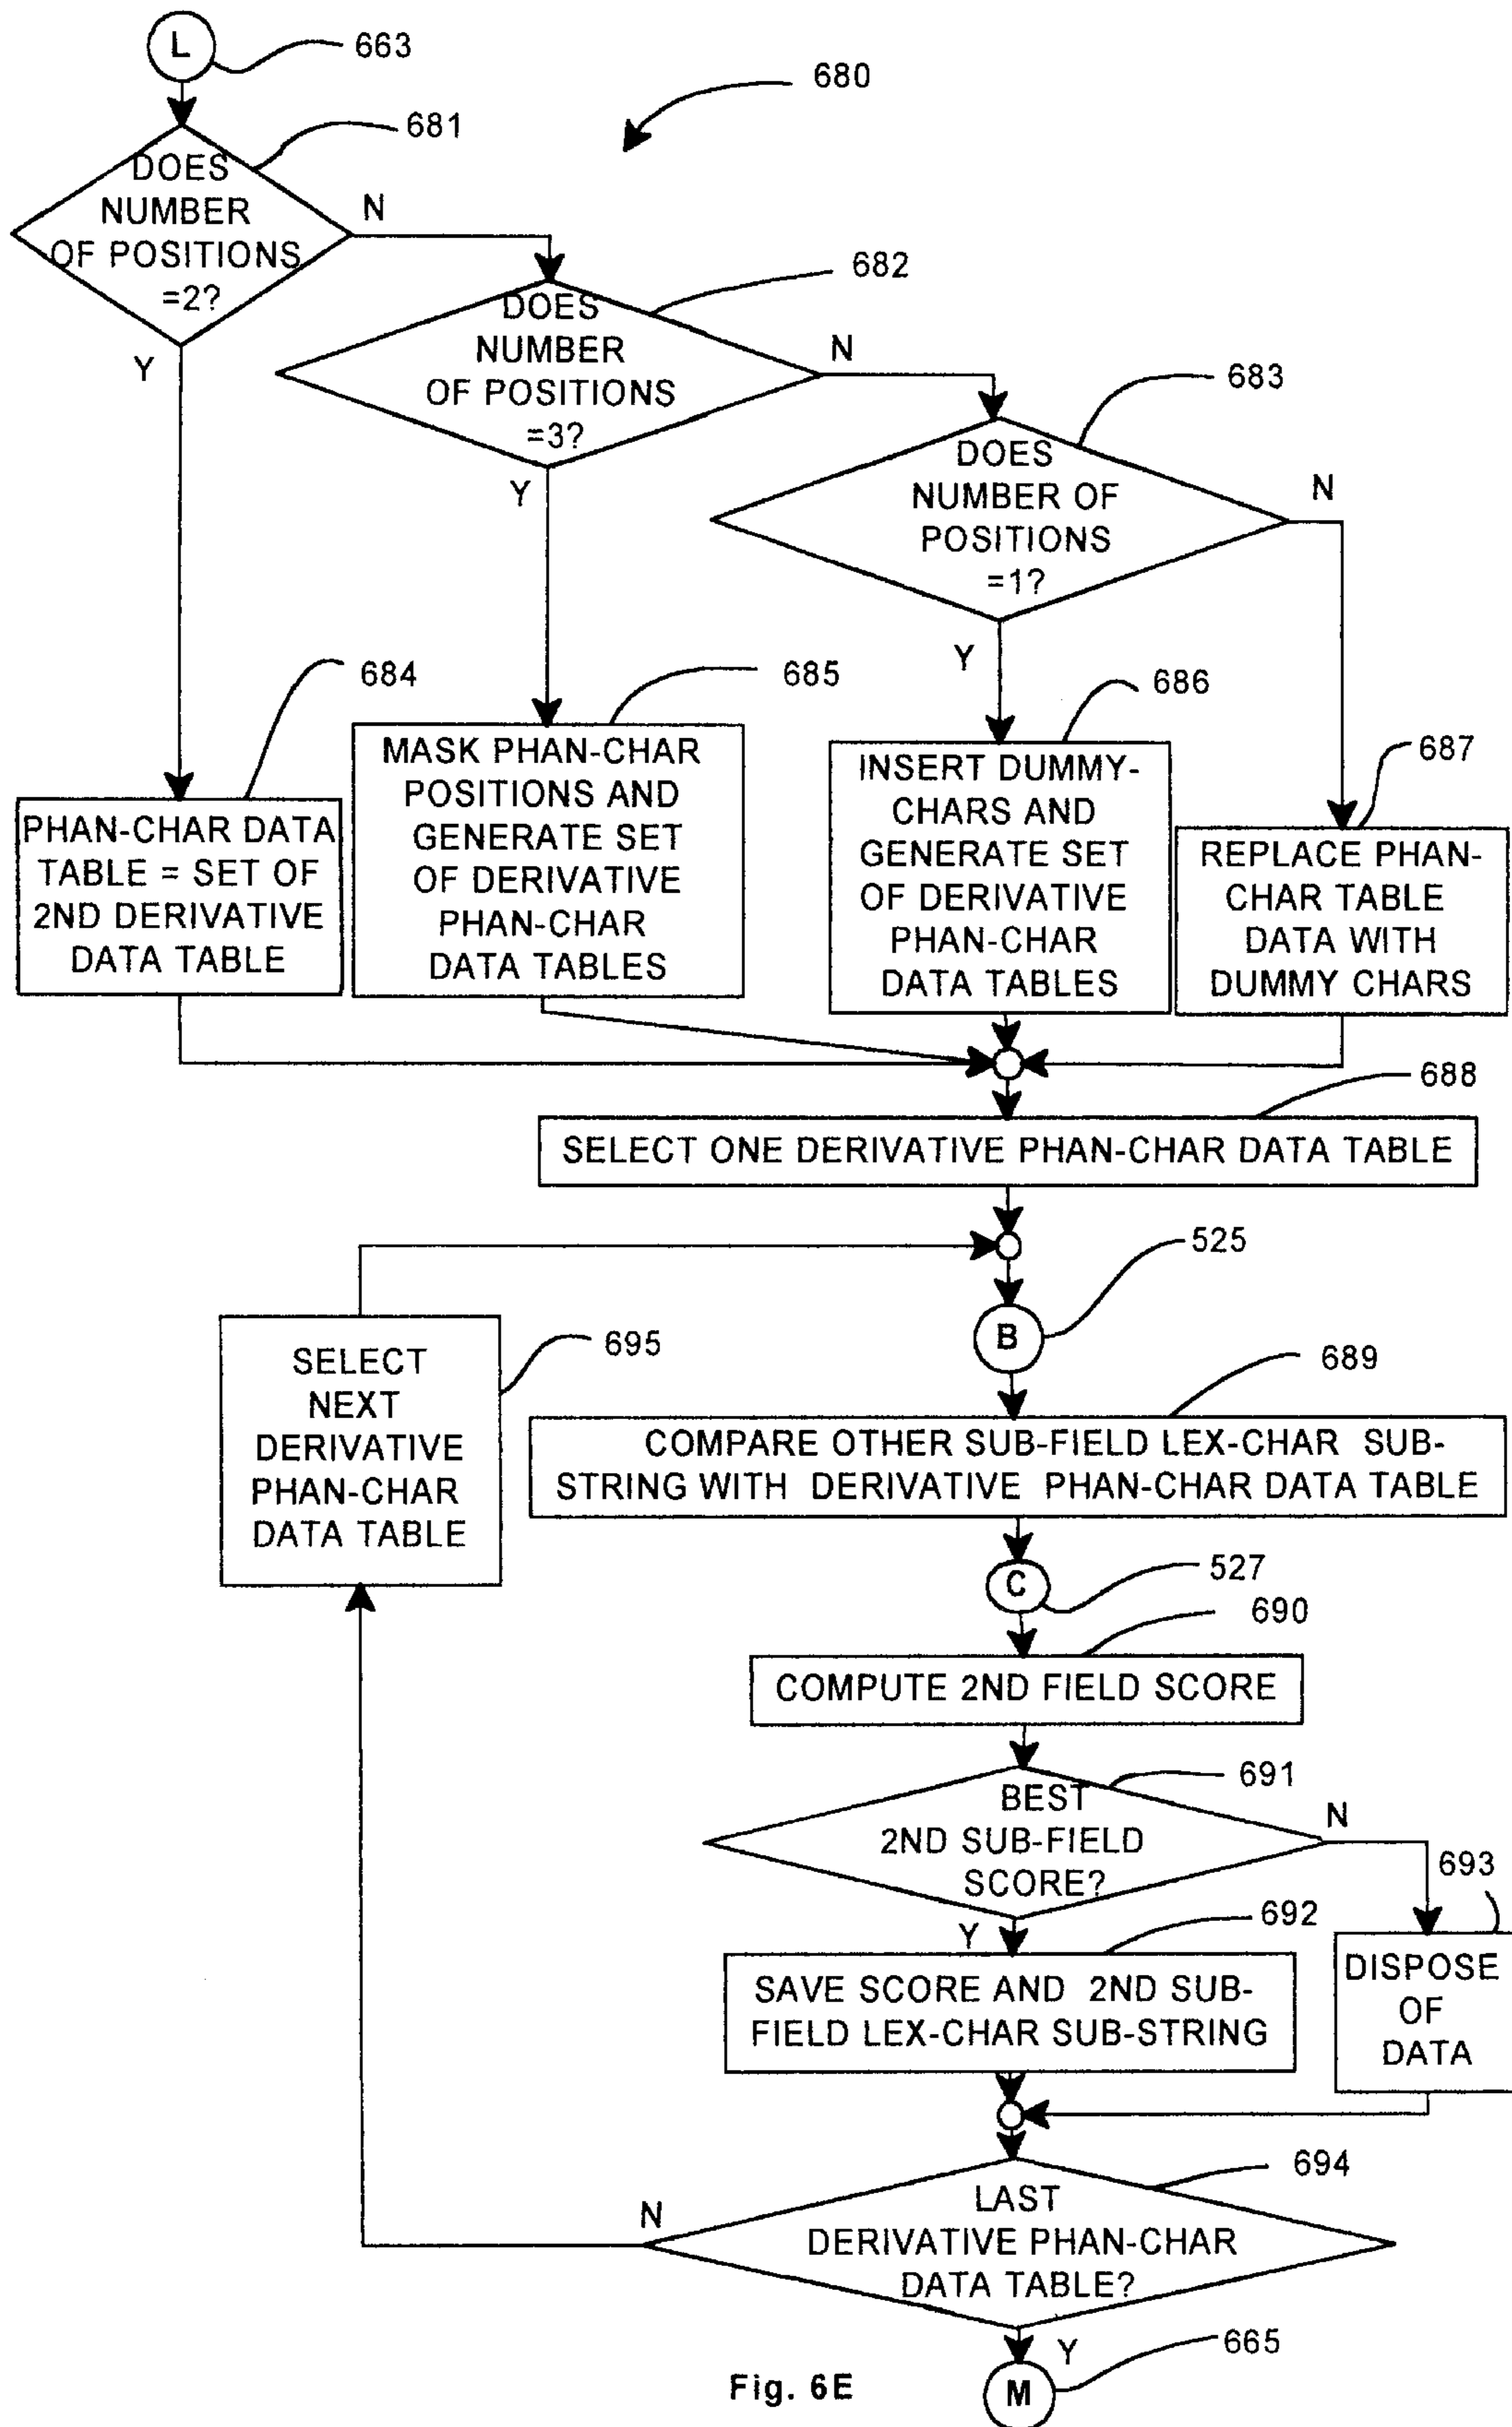 L
663
680
681
DOES
NUMBER
OF POSITIONS
=2?
N
Y
682
DOES
NUMBER
OF POSITIONS
=3?
N
Y
683
DOES
NUMBER OF
POSITIONS
=1?
N
Y
684
PHAN-CHAR DATA
TABLE = SET OF
2ND DERIVATIVE
DATA TABLE
685
MASK PHAN-CHAR
POSITIONS AND
GENERATE SET
OF DERIVATIVE
PHAN-CHAR
DATA TABLES
686
INSERT DUMMY-
CHARS AND
GENERATE SET
OF DERIVATIVE
PHAN-CHAR
DATA TABLES
687
REPLACE PHAN-
CHAR TABLE
DATA WITH
DUMMY CHARS
688
SELECT ONE DERIVATIVE PHAN-CHAR DATA TABLE
525
B
695
SELECT
NEXT
DERIVATIVE
PHAN-CHAR
DATA TABLE
689
COMPARE OTHER SUB-FIELD LEX-CHAR SUB-
STRING WITH DERIVATIVE PHAN-CHAR DATA TABLE
C
527
690
COMPUTE 2ND FIELD SCORE
691
BEST
2ND SUB-FIELD
SCORE?
N
Y
693
DISPOSE
OF
DATA
692
SAVE SCORE AND 2ND SUB-
FIELD LEX-CHAR SUB-STRING
694
LAST
DERIVATIVE PHAN-CHAR
DATA TABLE?
N
Y
665
M
Fig. 6E